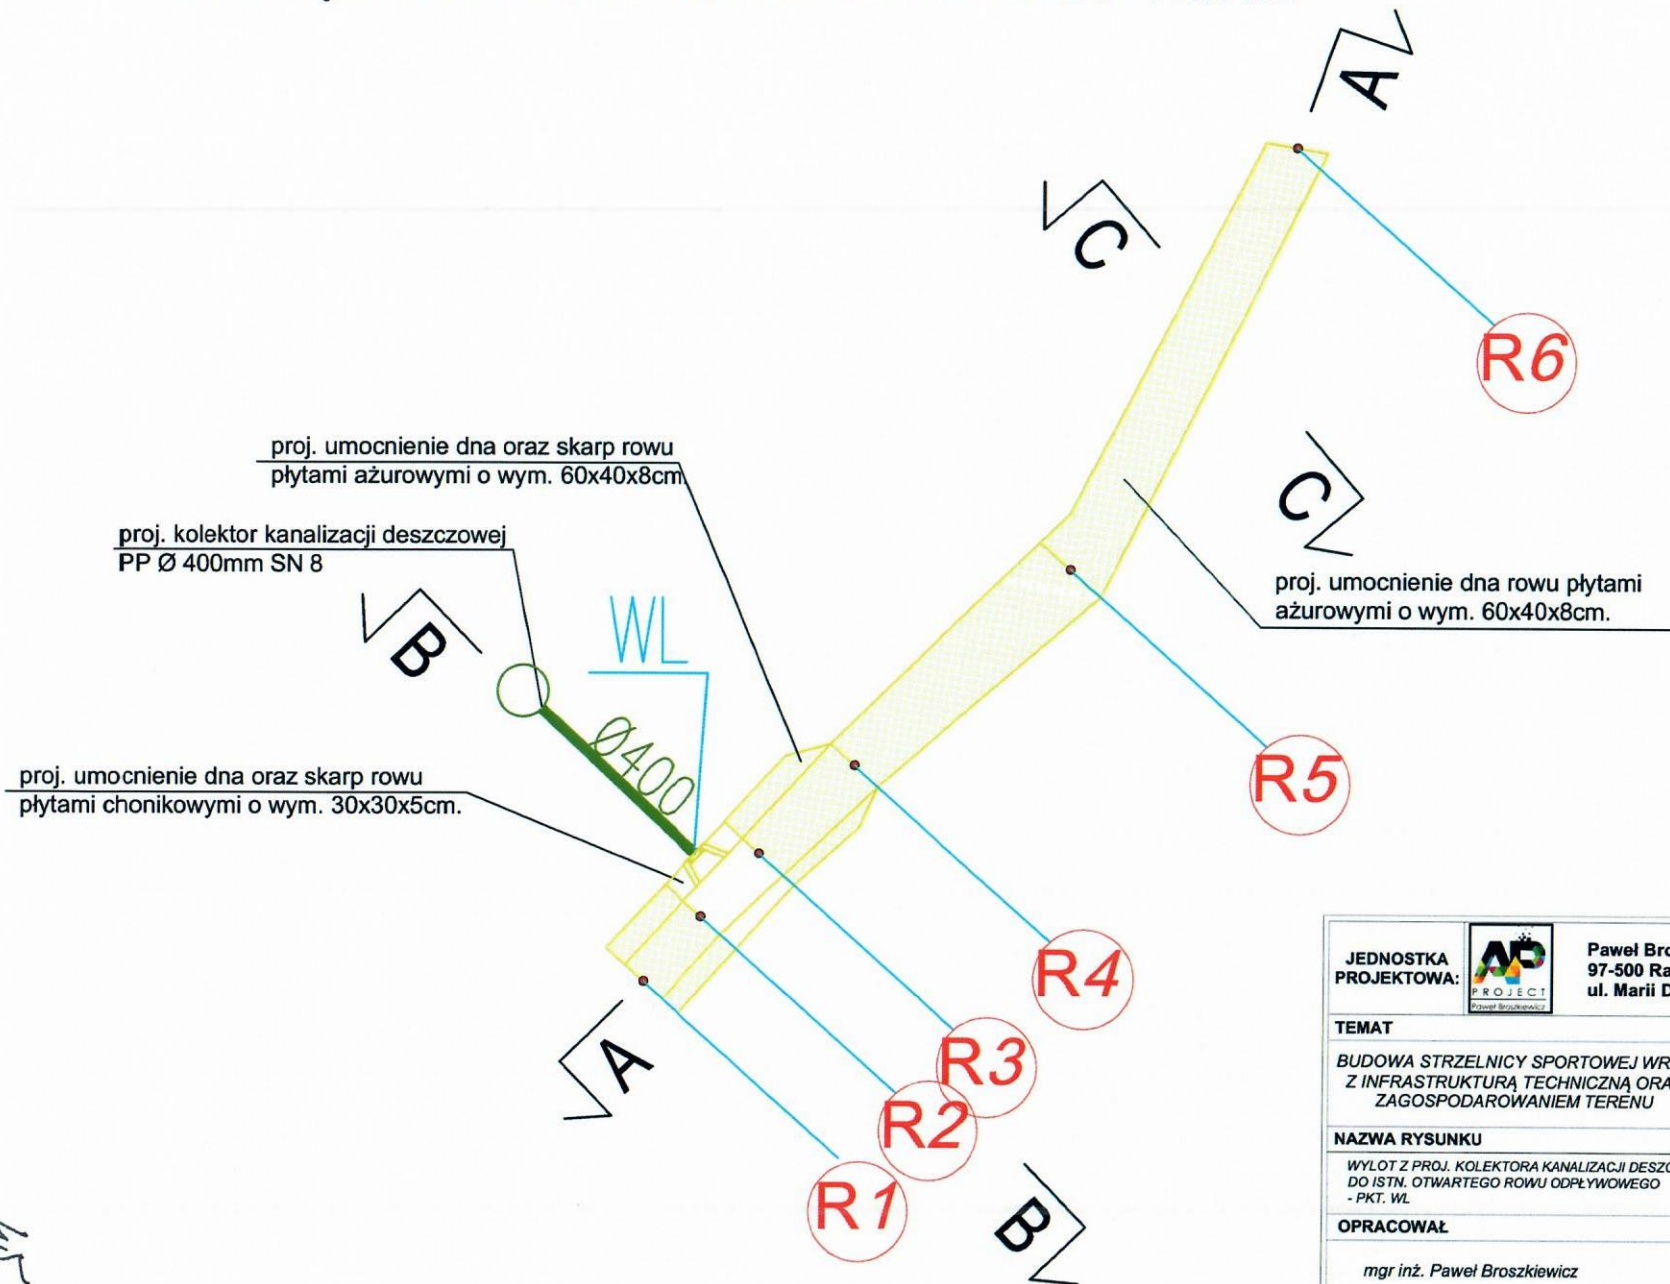 A
C
R6
proj. umocnienie dna oraz skarp rowu
płytami ażurowymi o wym. 60x40x8cm
proj. kolektor kanalizacji deszczowej
PP Ø 400mm SN 8
C
proj. umocnienie dna rowu płytami
ażurowymi o wym. 60x40x8cm.
B
WL
Ø400
R5
proj. umocnienie dna oraz skarp rowu
płytami chonikowymi o wym. 30x30x5cm.
R4
R3
R2
R1
A
B
JEDNOSTKA
PROJEKTOWA:
AP
PROJECT
Paweł Broszkiewicz
Paweł Bro
97-500 Ra
ul. Marii D
TEMAT
BUDOWA STRZELNICY SPORTOWEJ WR
Z INFRASTRUKTURĄ TECHNICZNĄ ORA
ZAGOSPODAROWANIEM TERENU
NAZWA RYSUNKU
WYLOT Z PROJ. KOLEKTORA KANALIZACJI DESZC
DO ISTN. OTWARTEGO ROWU ODPŁYWOWEGO
- PKT. WL
OPRACOWAŁ
mgr inż. Paweł Broszkiewicz